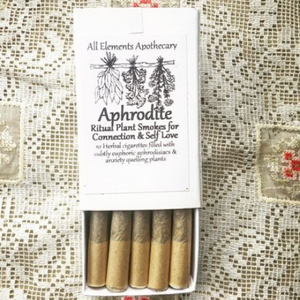 All Elements Apothecary
Aphrodite
Ritual Plant Smokes for
Connection & Self Love
10 Herbal cigarettes filled with
subtly euphoric aphrodisiacs &
anxiety quelling plants